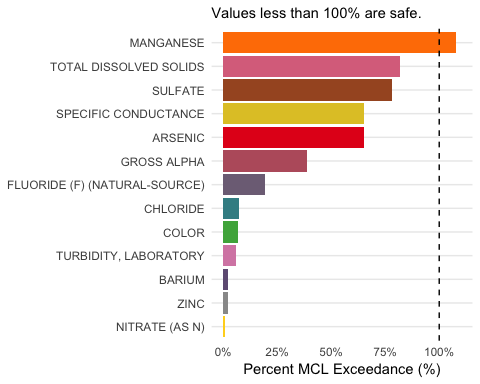 Values less than 100% are safe.
MANGANESE
TOTAL DISSOLVED SOLIDS
SULFATE
SPECIFIC CONDUCTANCE
ARSENIC
GROSS ALPHA
FLUORIDE (F) (NATURAL-SOURCE)
CHLORIDE
COLOR
TURBIDITY, LABORATORY
BARIUM
ZINC
NITRATE (AS N)
0% 25% 50% 75% 100%
Percent MCL Exceedance (%)